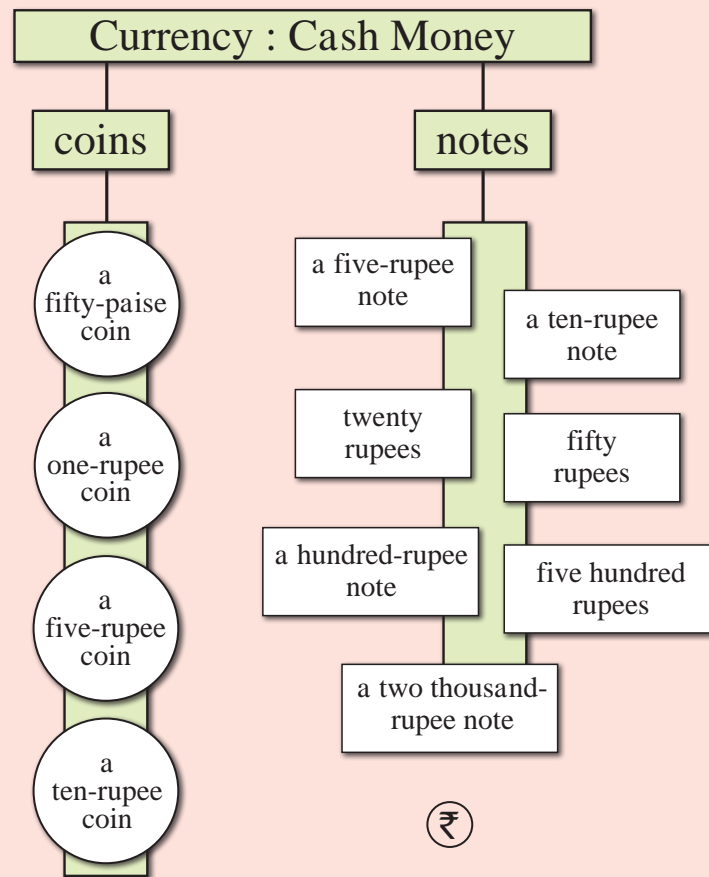 Currency : Cash Money
coins
notes
a
fifty-paise
coin
a
one-rupee
coin
a
five-rupee
coin
a
ten-rupee
coin
a five-rupee
note
a ten-rupee
note
twenty
rupees
fifty
rupees
a hundred-rupee
note
five hundred
rupees
a two thousand-
rupee note
₹